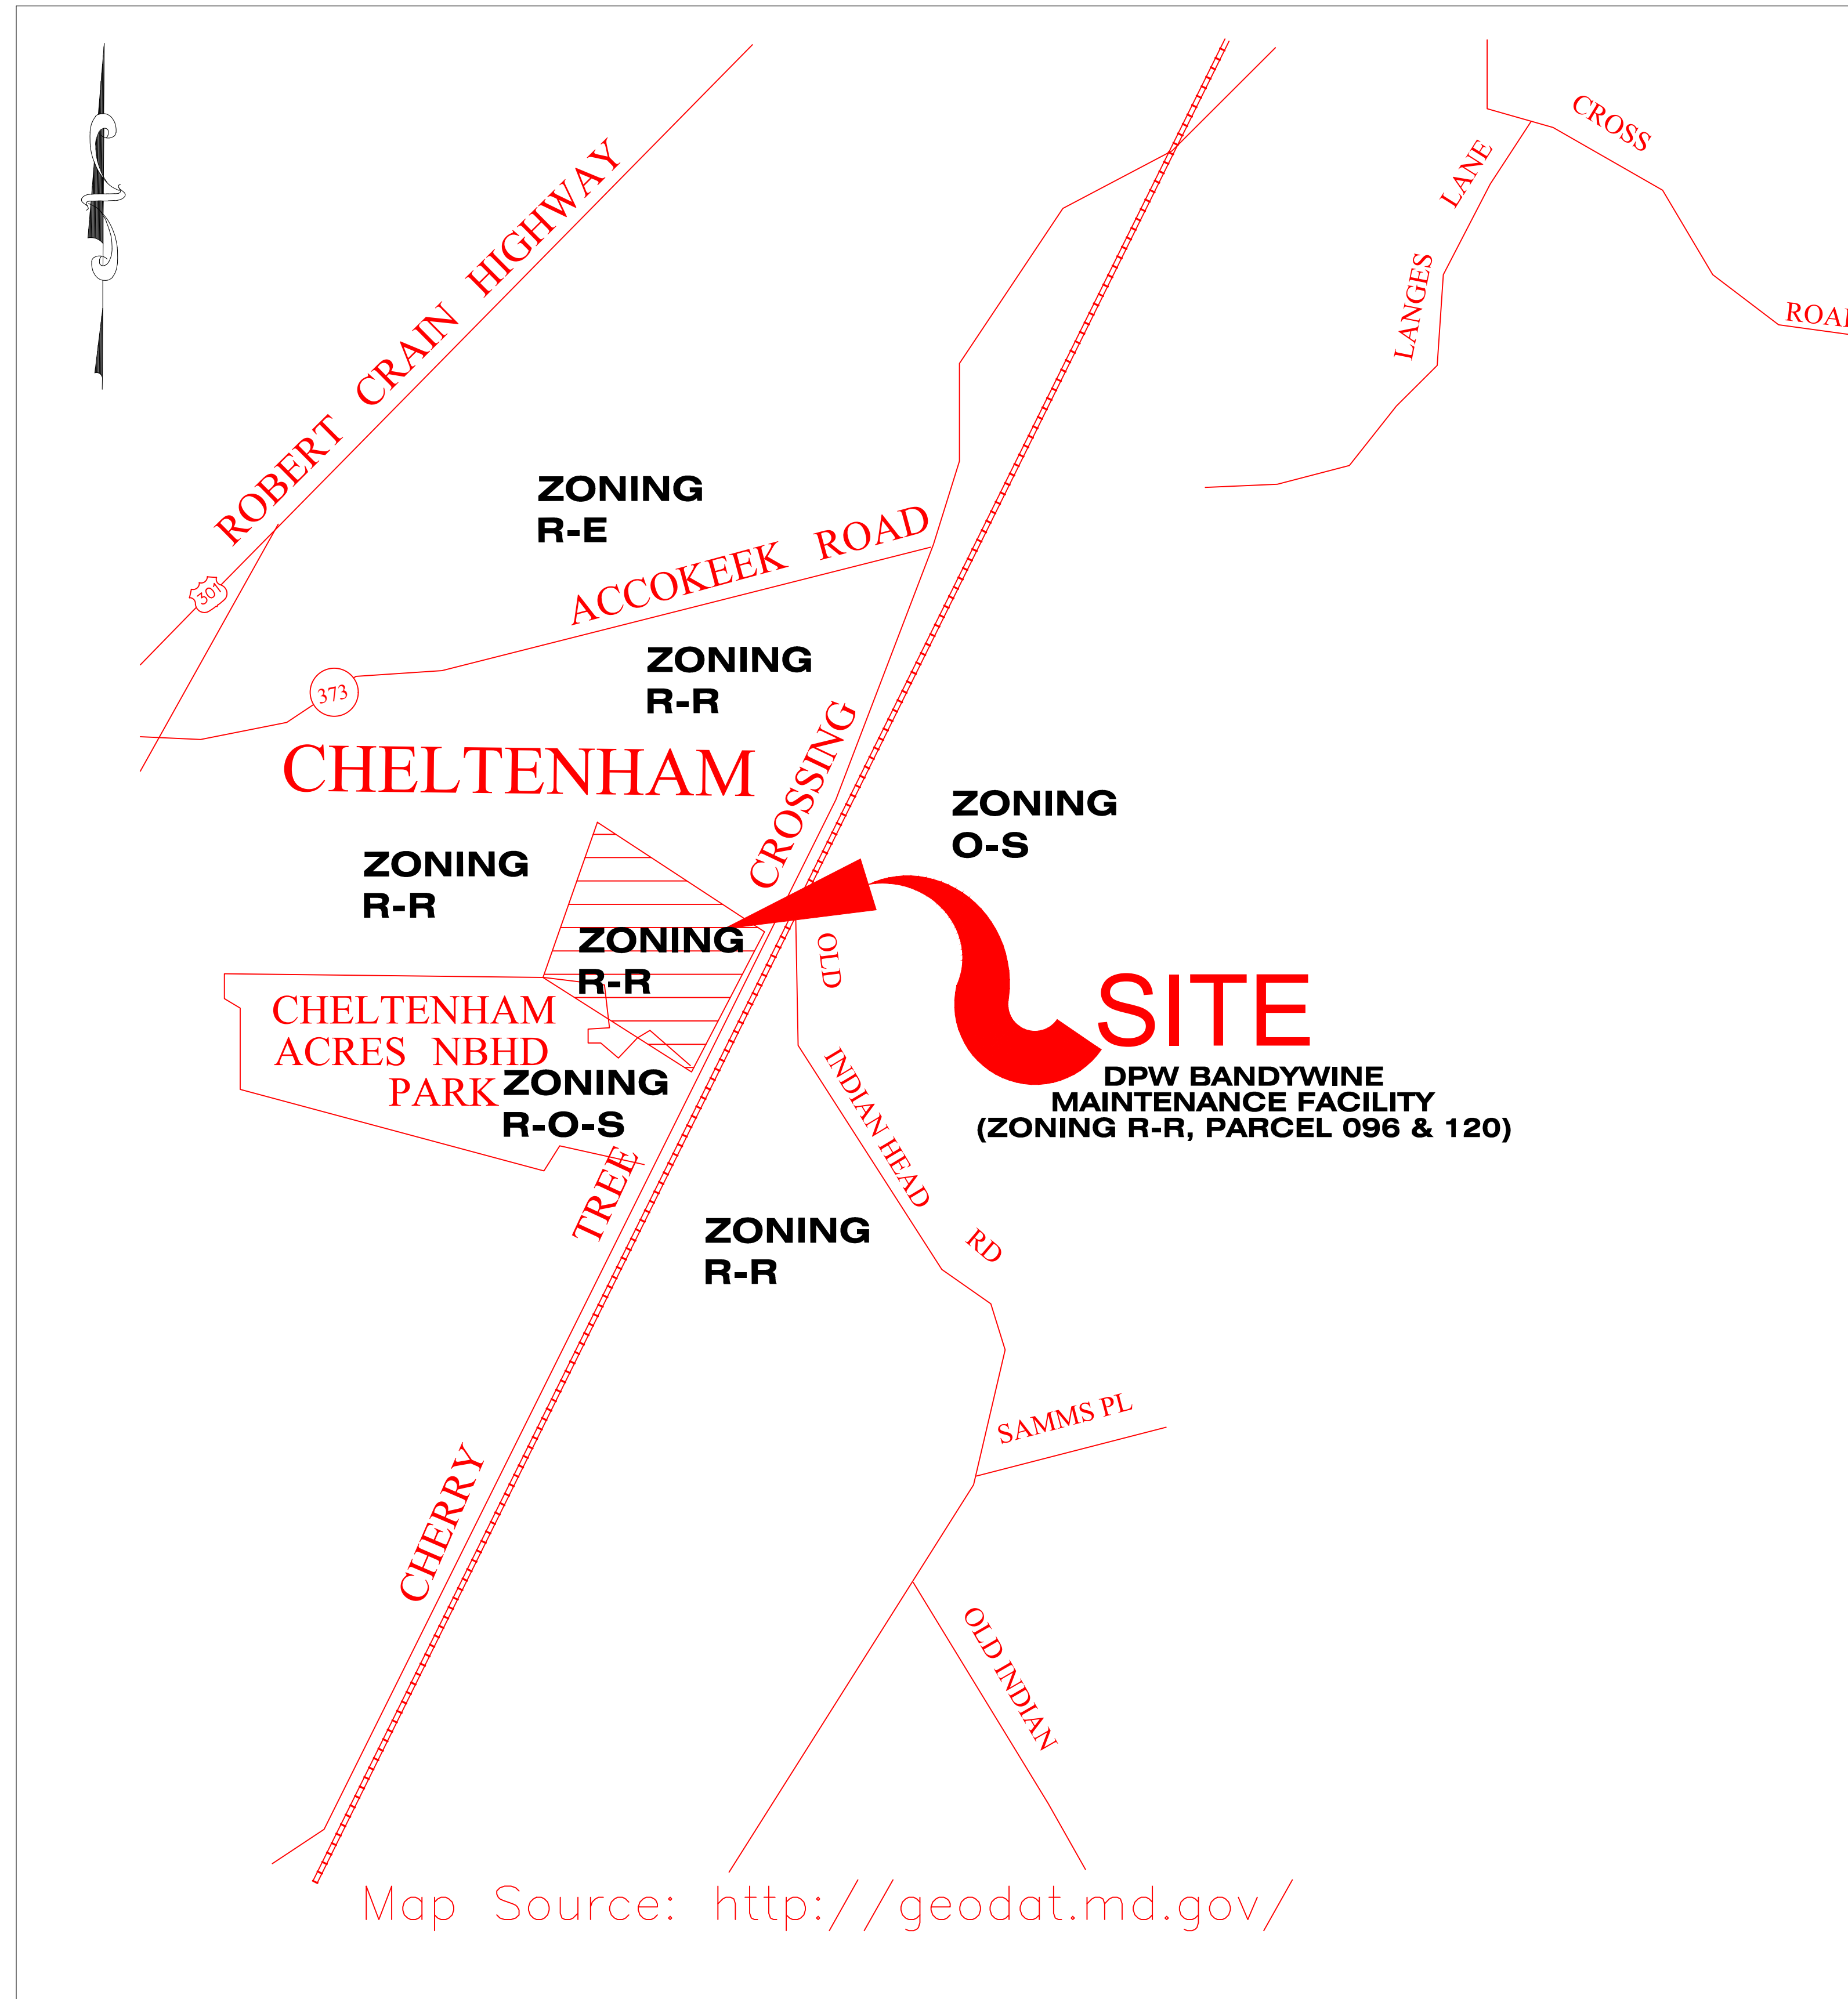 ROBERT CRAIN HIGHWAY
301
CROSS
ROAD
LANGES LANE
ZONING
R-E
ACCOKEEK ROAD
373
ZONING
R-R
CHELTENHAM
CHERRY TREE CROSSING
ZONING
O-S
ZONING
R-R
ZONING
R-R
CHELTENHAM
ACRES NBHD
PARK
ZONING
R-O-S
SITE
DPW BANDYWINE
MAINTENANCE FACILITY
(ZONING R-R, PARCEL 096 & 120)
OLD INDIAN HEAD RD
ZONING
R-R
SAMMS PL
OLD INDIAN
Map Source: http://geodat.md.gov/